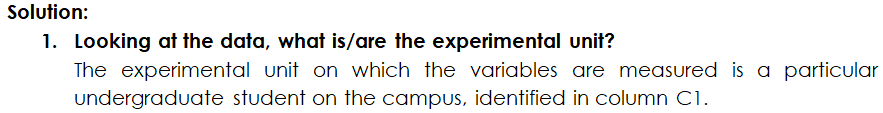 Solution:
1. Looking at the data, what is/are the experimental unit?
The experimental unit on which the variables are measured is a particular
undergraduate student on the campus, identified in column C1.